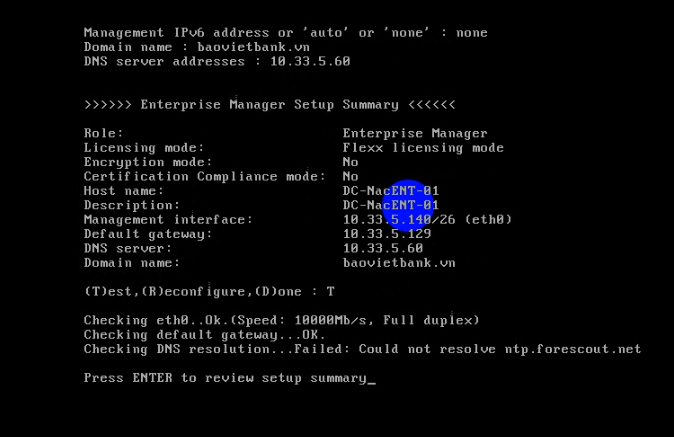 Management IPv6 address or 'auto' or 'none' : none
Domain name : baovietbank.vn
DNS server addresses : 10.33.5.60
>>>>>> Enterprise Manager Setup Summary <<<<<<
Role: Enterprise Manager
Licensing mode: Flexx licensing mode
Encryption mode: No
Certification Compliance mode: No
Host name: DC-NacENT-01
Description: DC-NacENT-01
Management interface: 10.33.5.140/26 (eth0)
Default gateway: 10.33.5.129
DNS server: 10.33.5.60
Domain name: baovietbank.vn
(T)est,(R)econfigure,(D)one : T
Checking eth0..Ok.(Speed: 10000Mb/s, Full duplex)
Checking default gateway...OK.
Checking DNS resolution...Failed: Could not resolve ntp.forescout.net
Press ENTER to review setup summary_